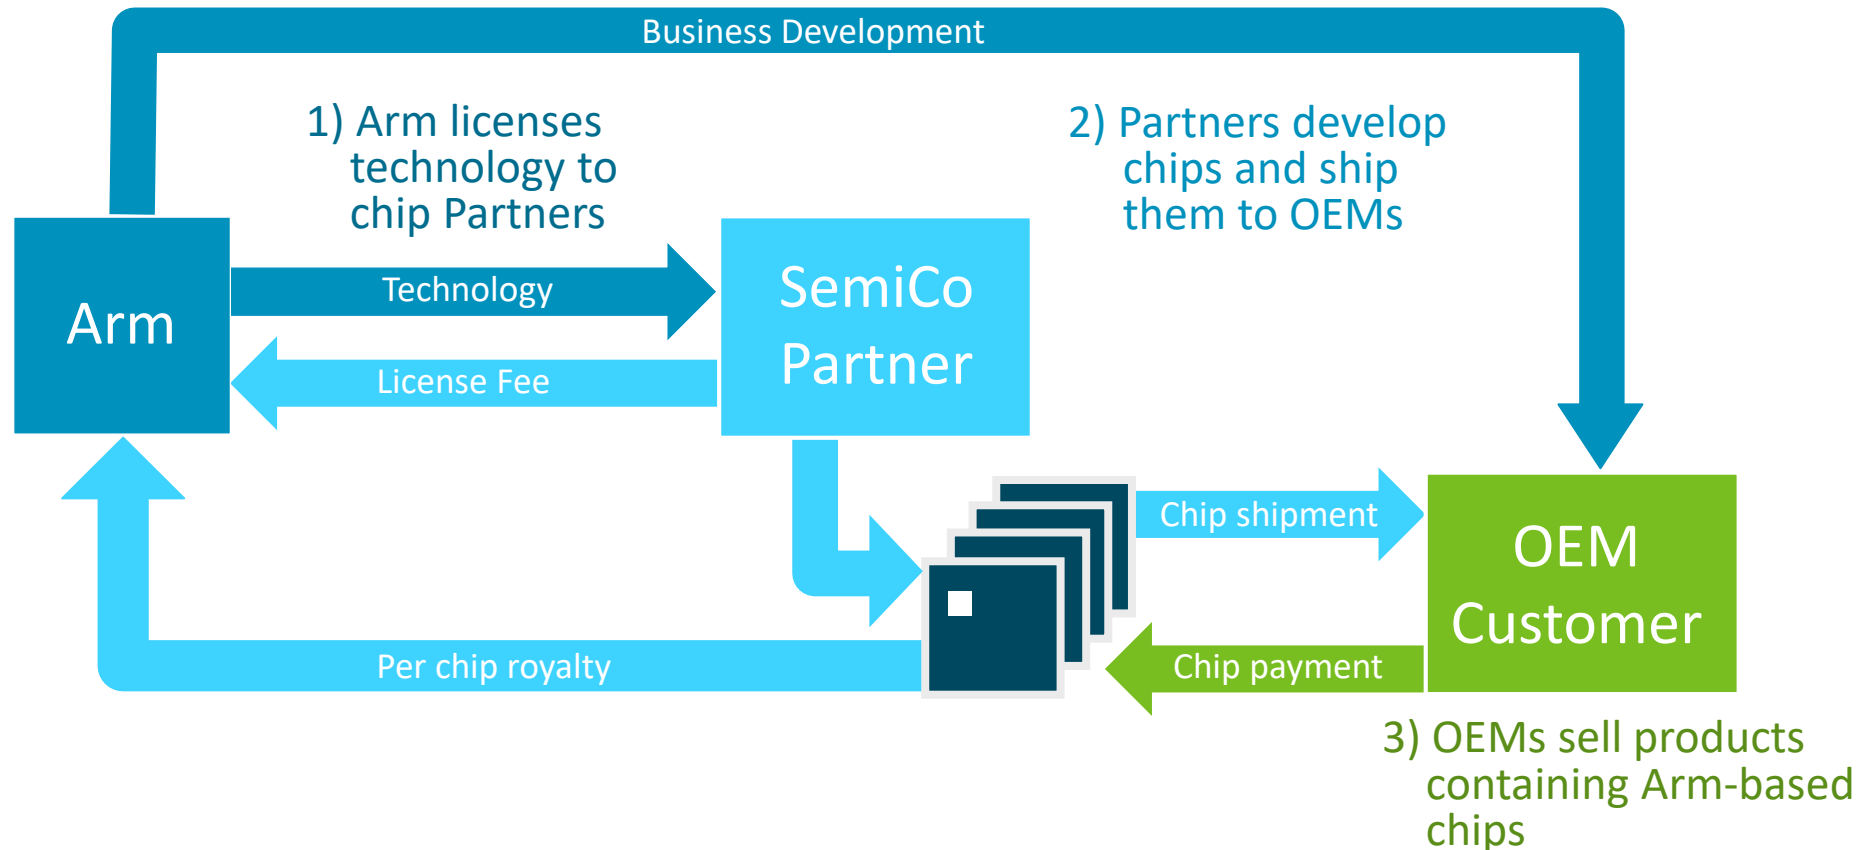 Business Development
1) Arm licenses
technology to
chip Partners
2) Partners develop
chips and ship
them to OEMs
Arm
Technology
License Fee
SemiCo
Partner
Chip shipment
OEM
Customer
Per chip royalty
Chip payment
3) OEMs sell products
containing Arm-based
chips